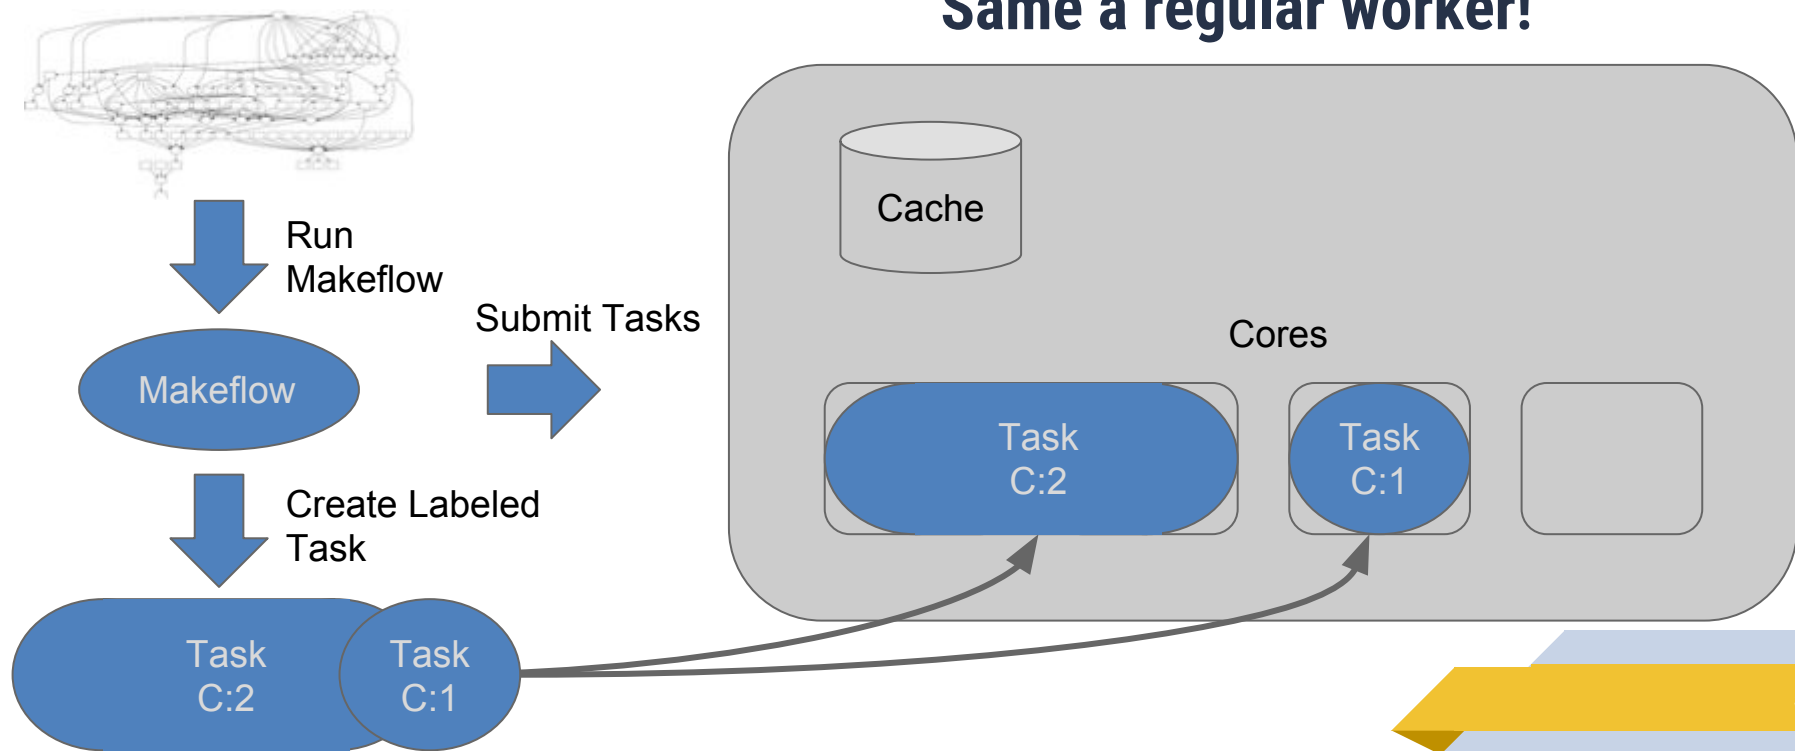 Same a regular worker!
Run
Makeflow
Submit Tasks
Makeflow
Create Labeled
Task
Task
C:2
Task
C:1
Cache
Cores
Task
C:2
Task
C:1